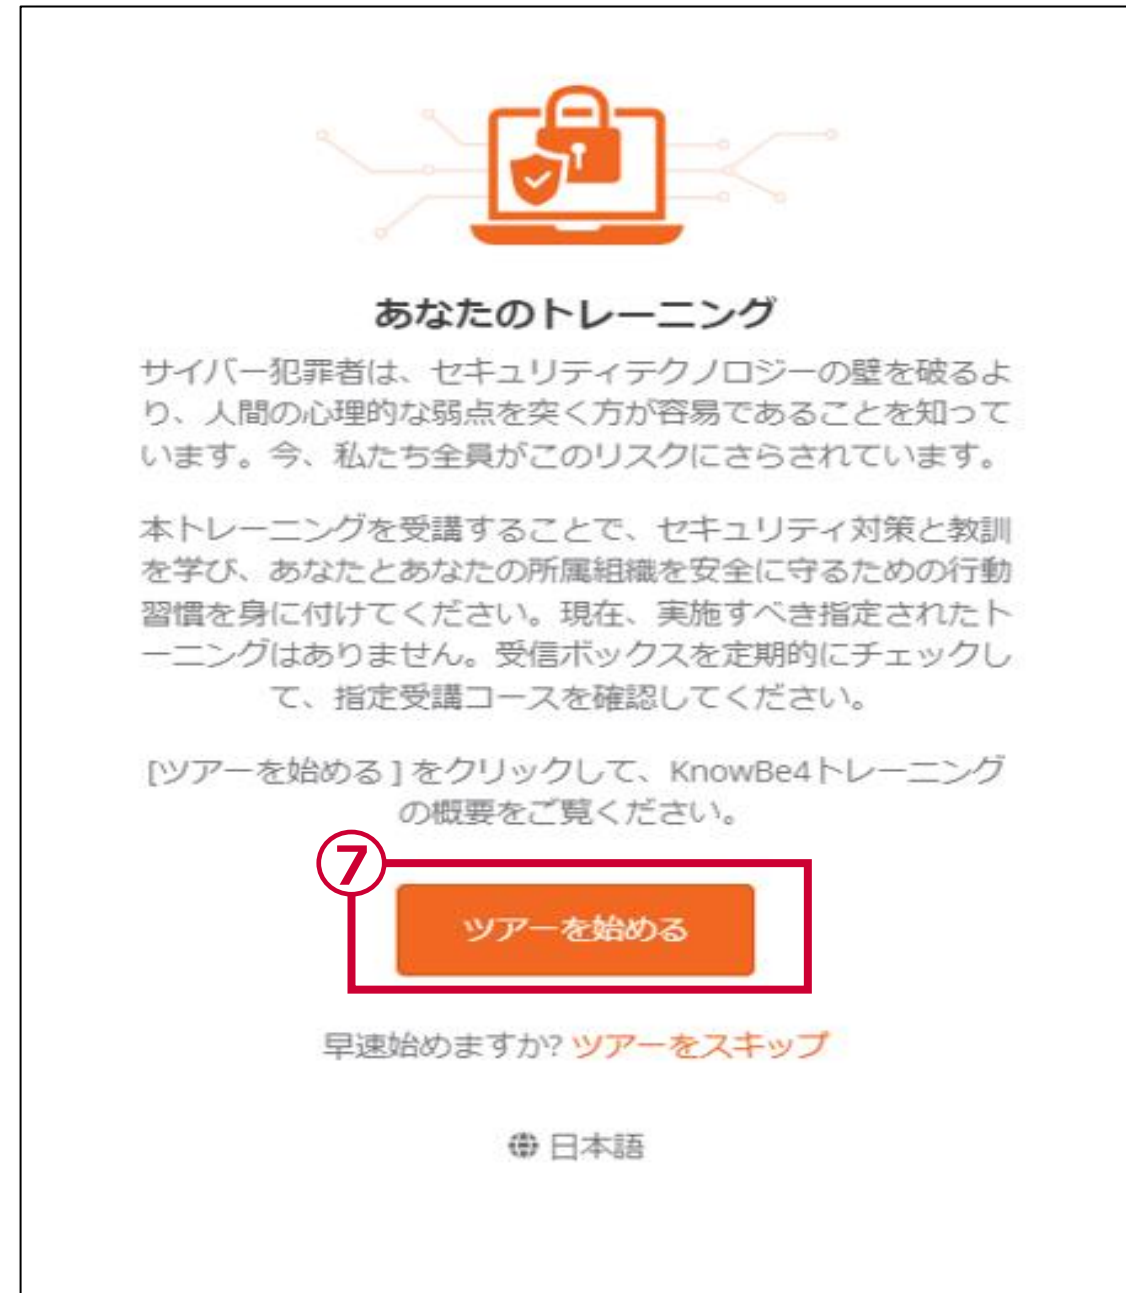 あなたのトレーニング
サイバー犯罪者は、セキュリティテクノロジーの壁を破るよ
り、人間の心理的な弱点を突く方が容易であることを知って
います。今、私たち全員がこのリスクにさらされています。
本トレーニングを受講することで、セキュリティ対策と教訓
を学び、あなたとあなたの所属組織を安全に守るための行動
習慣を身に付けてください。現在、実施すべき指定されたト
ーニングはありません。受信ボックスを定期的にチェックし
て、指定受講コースを確認してください。
[ツアーを始める ] をクリックして、KnowBe4トレーニング
の概要をご覧ください。
⑦
ツアーを始める
早速始めますか? ツアーをスキップ
日本語